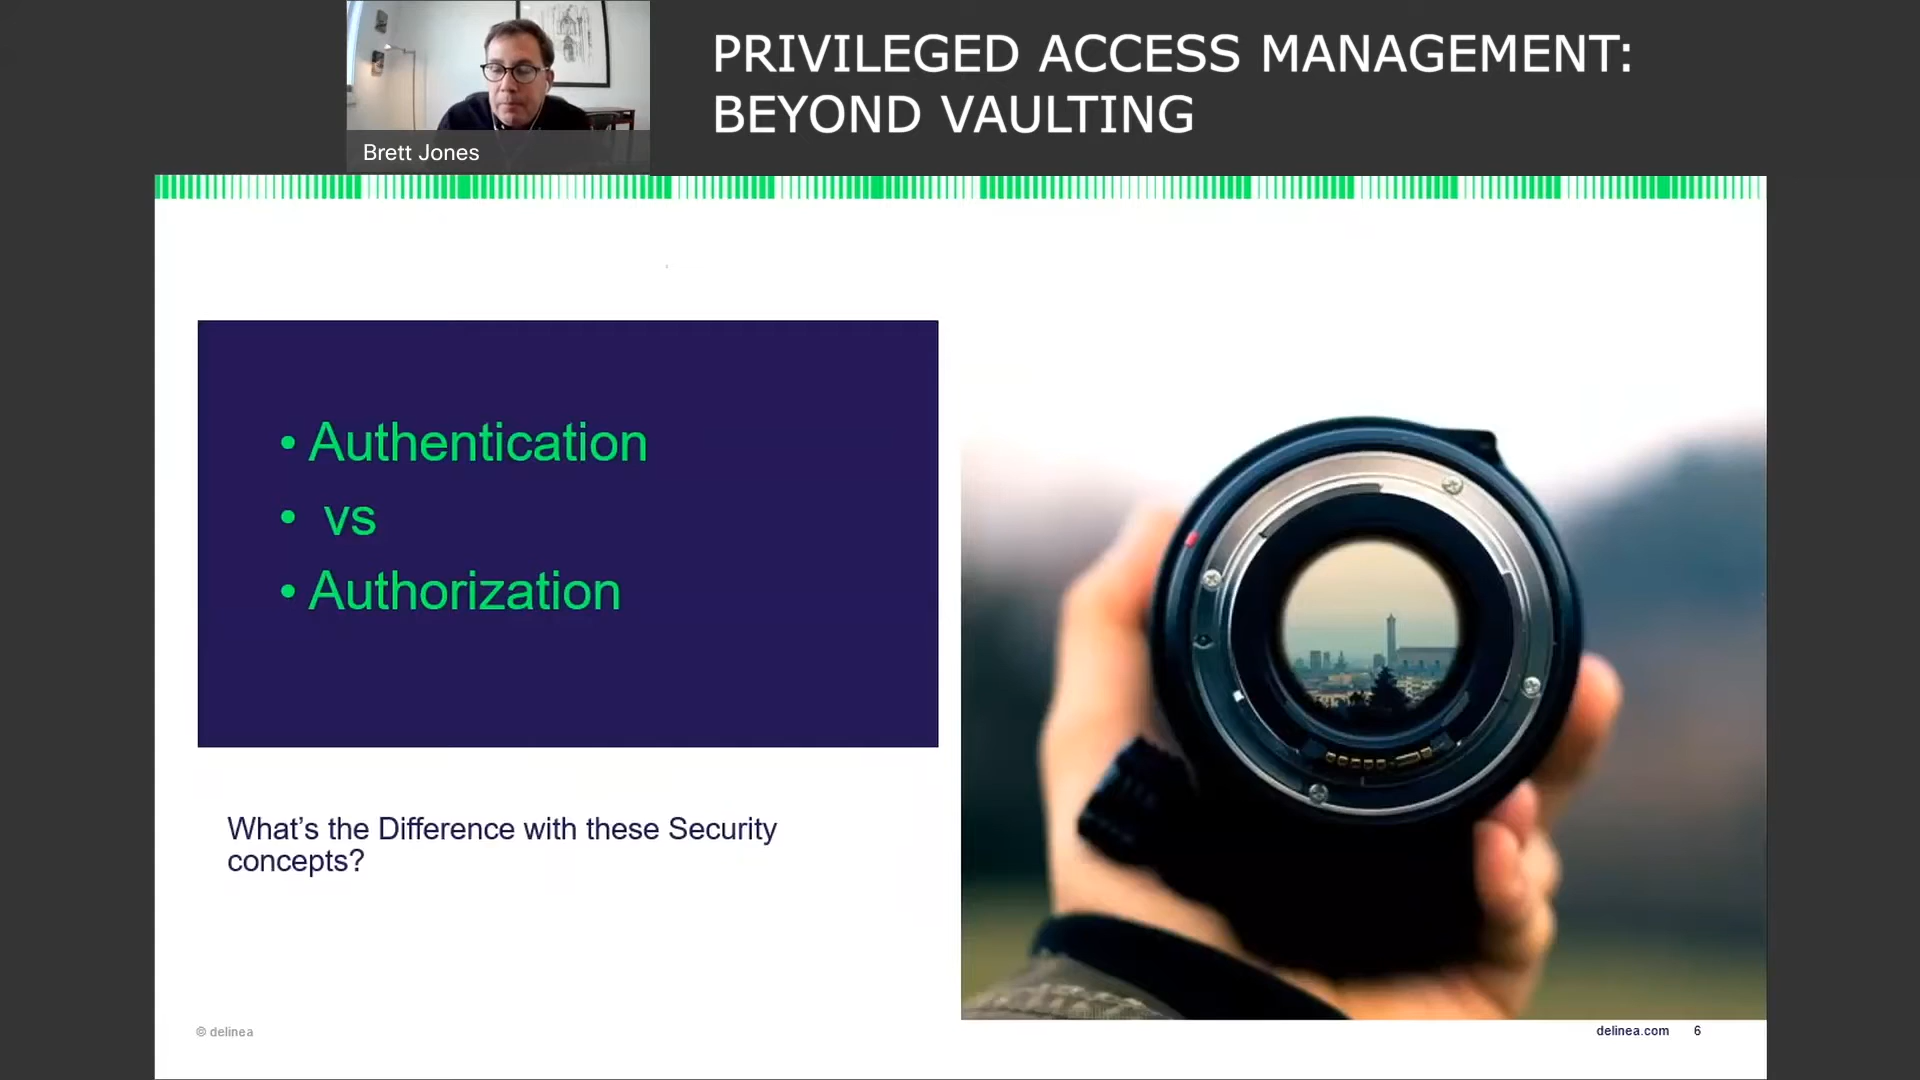 PRIVILEGED ACCESS MANAGEMENT:
BEYOND VAULTING
Brett Jones
• Authentication
• vs
• Authorization
What’s the Difference with these Security
concepts?
© delinea
delinea.com 6